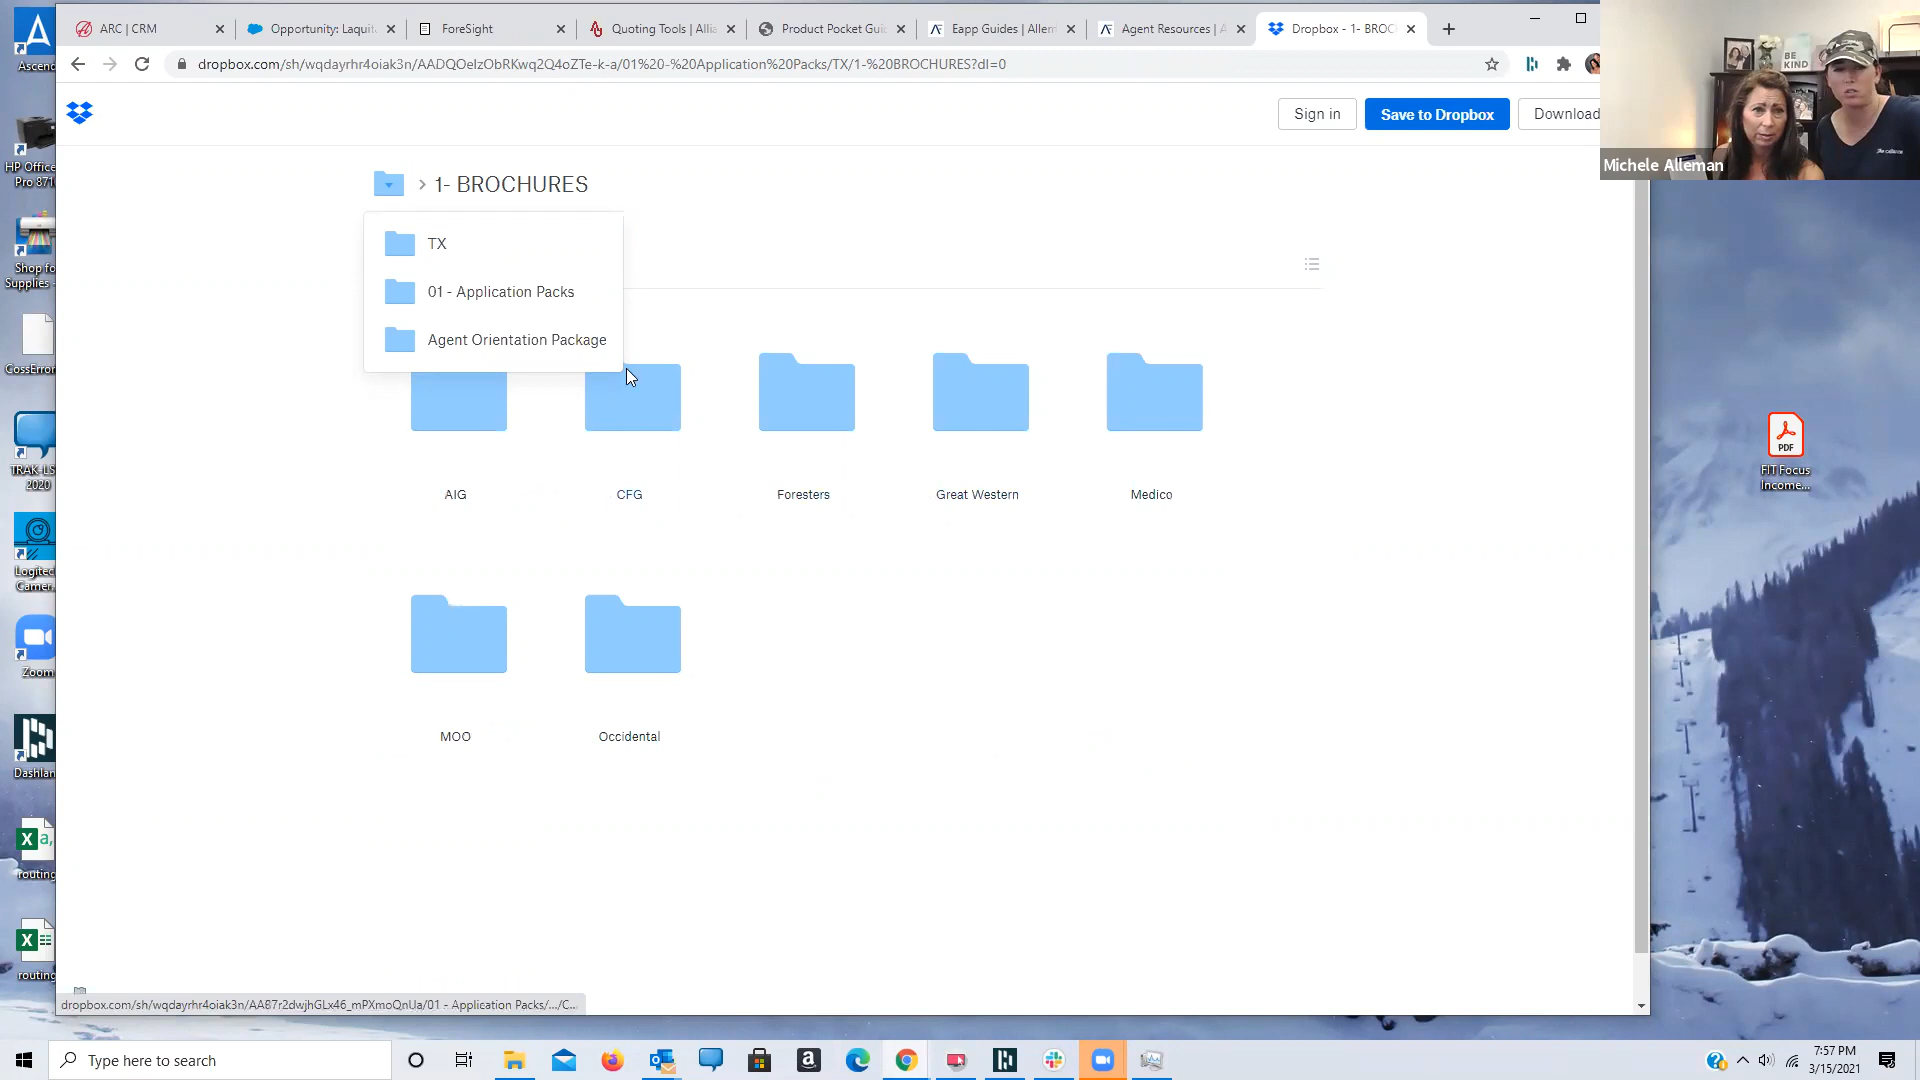 ARC | CRM
Opportunity: Laquit
ForeSight
Quoting Tools | Allia
Product Pocket Guid
Eapp Guides | Allem
Agent Resources | A
Dropbox - 1- BROC
dropbox.com/sh/wqdayrhr4oiak3n/AADQOelzObRKwq2Q4oZTe-k-a/01%20-%20Application%20Packs/TX/1-%20BROCHURES?dl=0
Sign in
Save to Dropbox
Download
Michele Alleman
BE
KIND
1- BROCHURES
TX
01 - Application Packs
Agent Orientation Package
AIG
CFG
Foresters
Great Western
Medico
MOO
Occidental
Ascend
HP Office
Pro 871
Shop fo
Supplies -
CossError
TRAK-LS
2020
Logitec
Camer...
Zoom
Dashlan
routing
routing
PDF
FIT Focus
Income...
dropbox.com/sh/wqdayrhr4oiak3n/AAB7r2dwjhGLx46_mPXmoQnUa/01 - Application Packs/.../C...
Type here to search
7:57 PM
3/15/2021